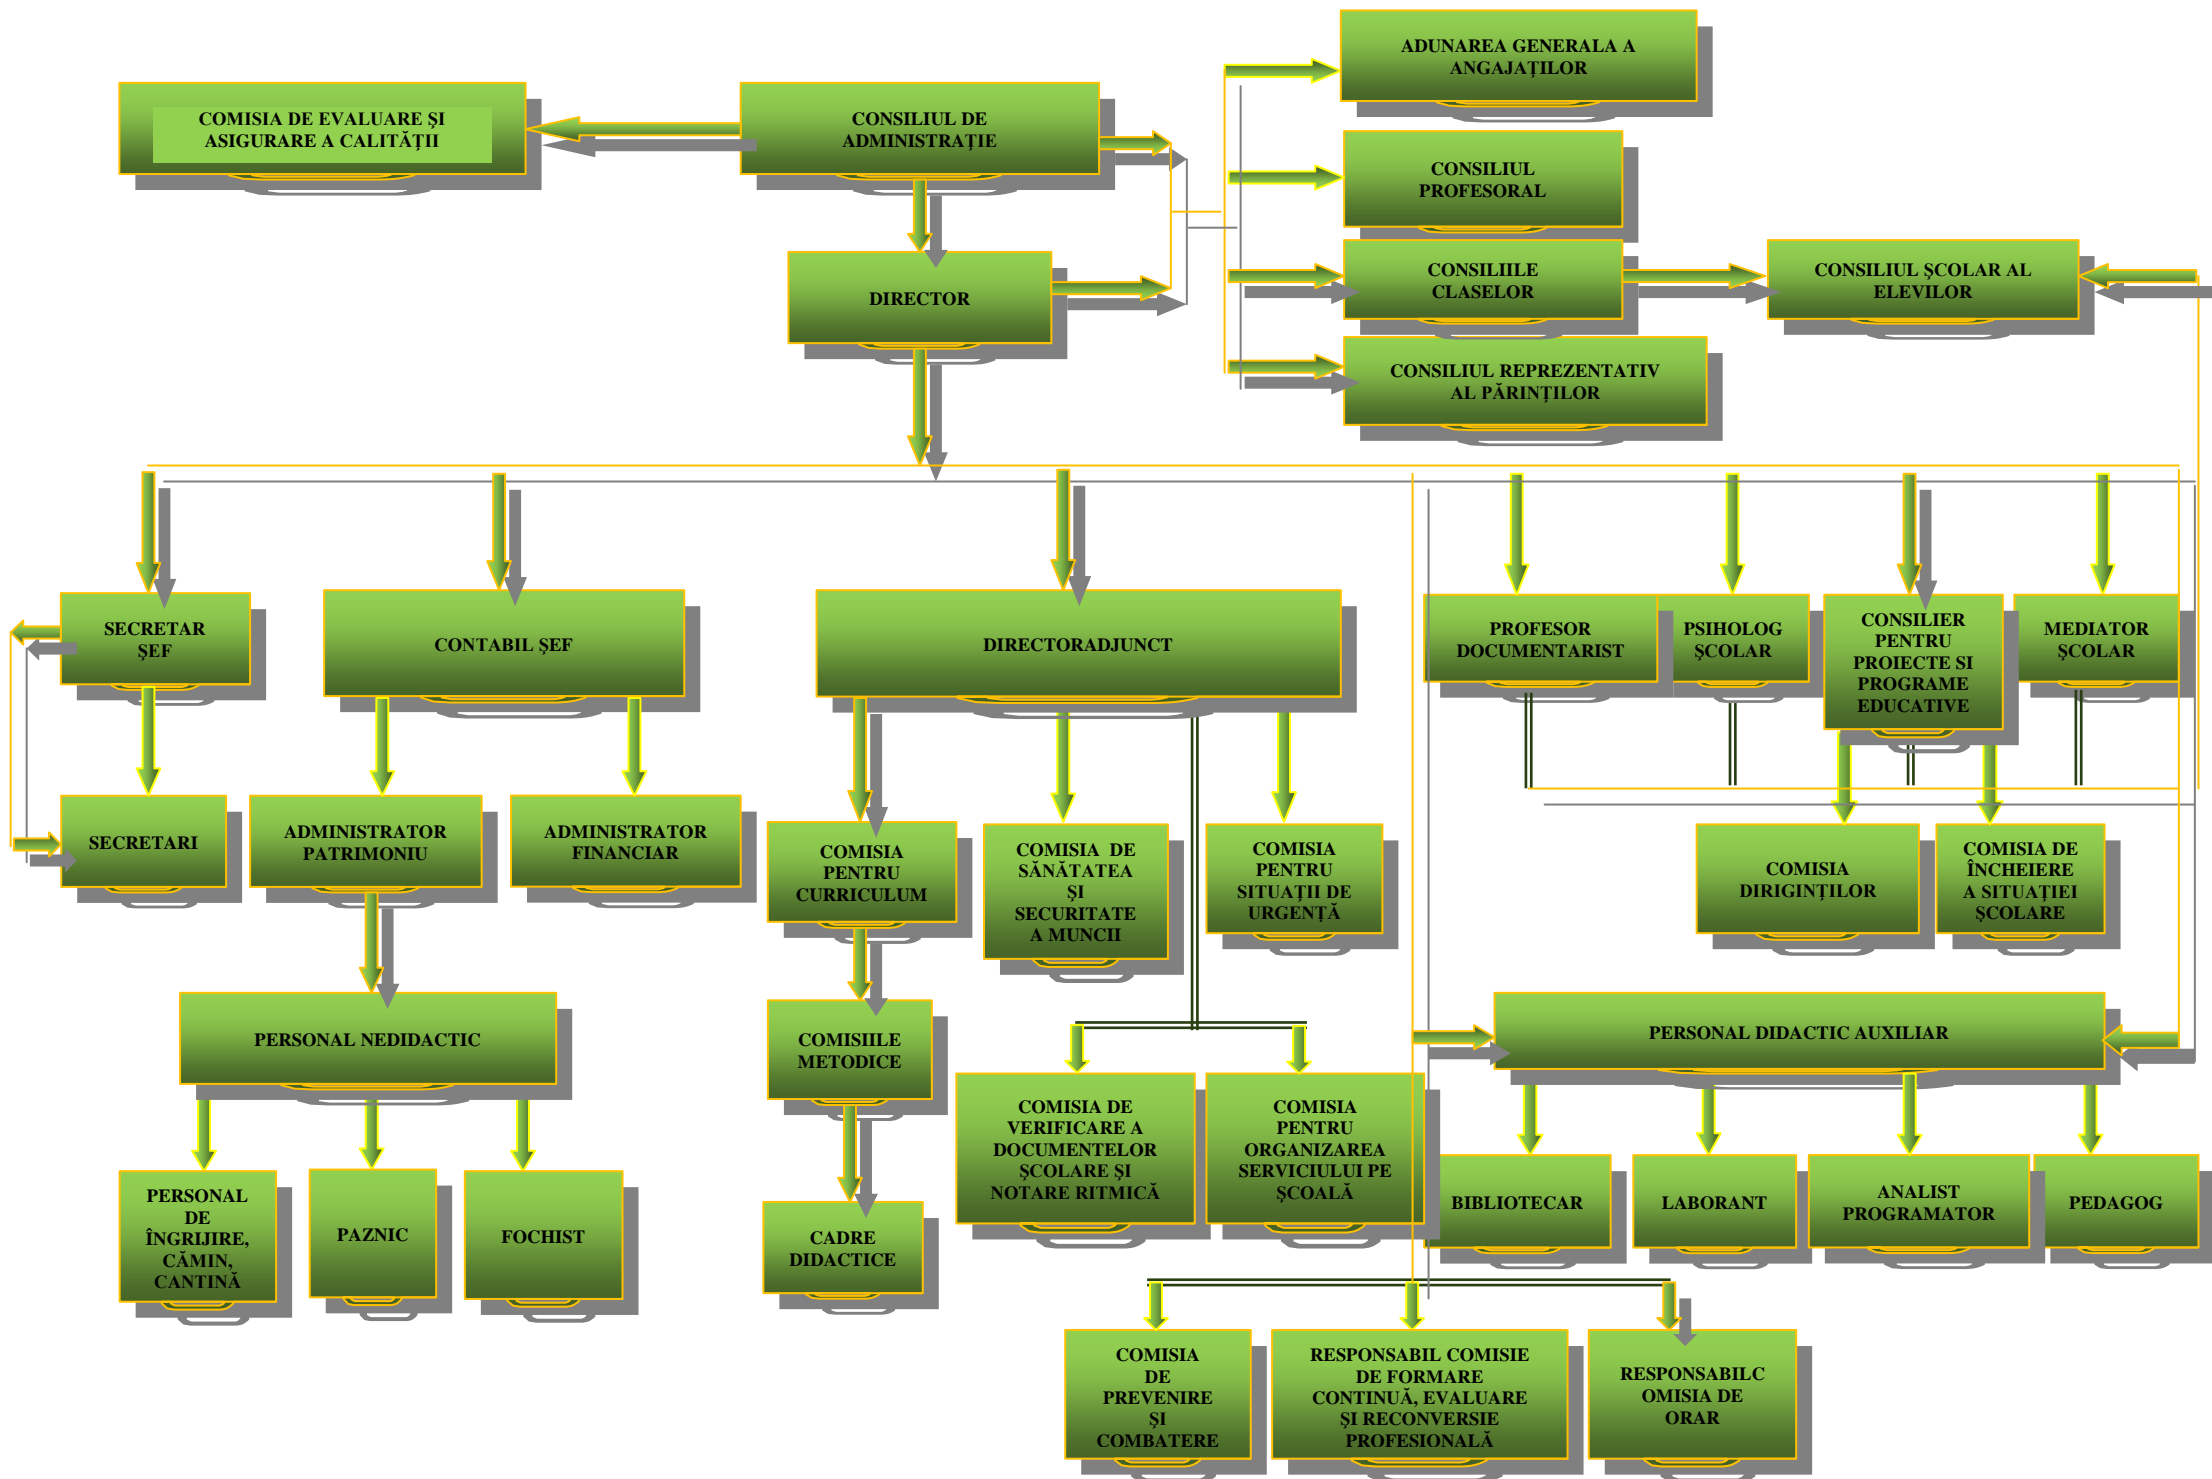 ADUNAREA GENERALA A
ANGAJAŢILOR
COMISIA DE EVALUARE ŞI
ASIGURARE A CALITĂŢII
CONSILIUL DE
ADMINISTRAŢIE
CONSILIUL
PROFESORAL
DIRECTOR
CONSILIILE
CLASELOR
CONSILIUL ŞCOLAR AL
ELEVILOR
CONSILIUL REPREZENTATIV
AL PĂRINŢILOR
SECRETAR
ŞEF
CONTABIL ŞEF
DIRECTORADJUNCT
PROFESOR
DOCUMENTARIST
PSIHOLOG
ŞCOLAR
CONSILIER
PENTRU
PROIECTE SI
PROGRAME
EDUCATIVE
MEDIATOR
ŞCOLAR
SECRETARI
ADMINISTRATOR
PATRIMONIU
ADMINISTRATOR
FINANCIAR
COMISIA
PENTRU
CURRICULUM
COMISIA DE
SĂNĂTATEA
ŞI
SECURITATE
A MUNCII
COMISIA
PENTRU
SITUAŢII DE
URGENŢĂ
COMISIA
DIRIGINŢILOR
COMISIA DE
ÎNCHEIERE
A SITUAŢIEI
ŞCOLARE
PERSONAL NEDIDACTIC
COMISIILE
METODICE
PERSONAL DIDACTIC AUXILIAR
COMISIA DE
VERIFICARE A
DOCUMENTELOR
ŞCOLARE ŞI
NOTARE RITMICĂ
COMISIA
PENTRU
ORGANIZAREA
SERVICIULUI PE
ŞCOALĂ
BIBLIOTECAR
LABORANT
ANALIST
PROGRAMATOR
PEDAGOG
PERSONAL
DE
ÎNGRIJIRE,
CĂMIN,
CANTINĂ
PAZNIC
FOCHIST
CADRE
DIDACTICE
COMISIA
DE
PREVENIRE
ŞI
COMBATERE
RESPONSABIL COMISIE
DE FORMARE
CONTINUĂ, EVALUARE
ŞI RECONVERSIE
PROFESIONALĂ
RESPONSABILC
OMISIA DE
ORAR